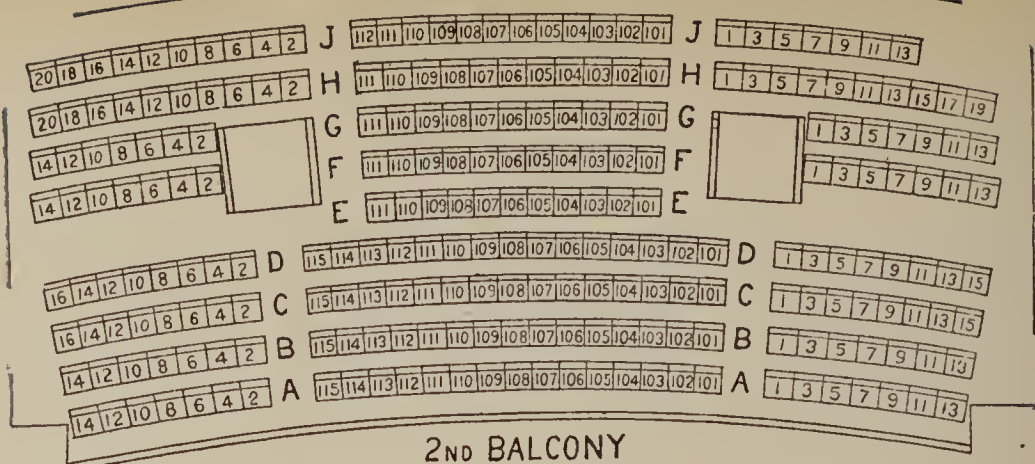 20 18 16 14 12 10 8 6 4 2 J 112 111 110 109 108 107 106 105 104 103 102 101 J 1 3 5 7 9 11 13
20 18 16 14 12 10 8 6 4 2 H 111 110 109 108 107 106 105 104 103 102 101 H 1 3 5 7 9 11 13 15 17 19
14 12 10 8 6 4 2 G 111 110 109 108 107 106 105 104 103 102 101 G 1 3 5 7 9 11 13
14 12 10 8 6 4 2 F 111 110 109 108 107 106 105 104 103 102 101 F 1 3 5 7 9 11 13
E 111 110 109 108 107 106 105 104 103 102 101 E
16 14 12 10 8 6 4 2 D 115 114 113 112 111 110 109 108 107 106 105 104 103 102 101 D 1 3 5 7 9 11 13 15
16 14 12 10 8 6 4 2 C 115 114 113 112 111 110 109 108 107 106 105 104 103 102 101 C 1 3 5 7 9 11 13 15
14 12 10 8 6 4 2 B 115 114 113 112 111 110 109 108 107 106 105 104 103 102 101 B 1 3 5 7 9 11 13
14 12 10 8 6 4 2 A 115 114 113 112 111 110 109 108 107 106 105 104 103 102 101 A 1 3 5 7 9 11 13
2ND BALCONY